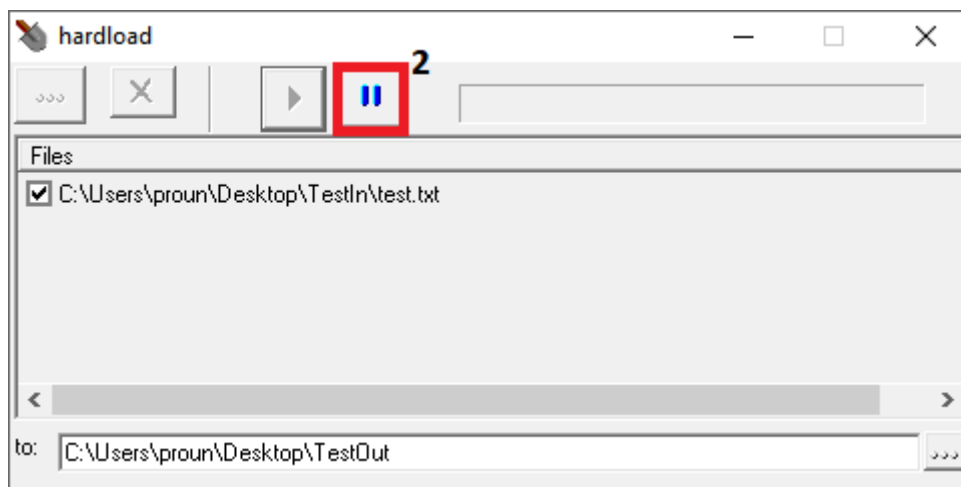 hardload
2
...
...
Files
C:\Users\proun\Desktop\TestIn\test.txt
to:
C:\Users\proun\Desktop\TestOut
...